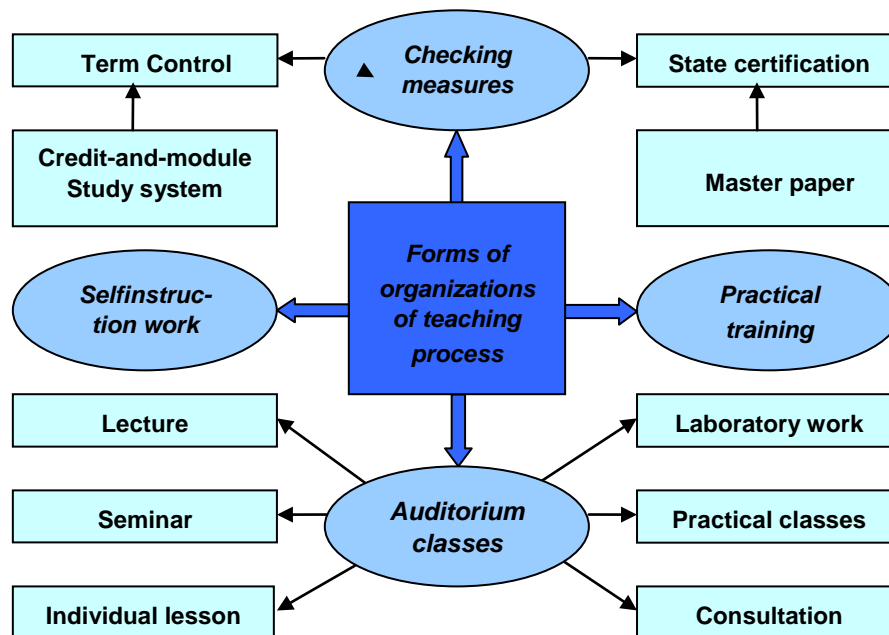 Checking
measures
Term Control
State certification
Credit-and-module
Study system
Master paper
Forms of
organizations
of teaching
process
Selfinstruc-
tion work
Practical
training
Lecture
Laboratory work
Auditorium
classes
Seminar
Practical classes
Individual lesson
Consultation